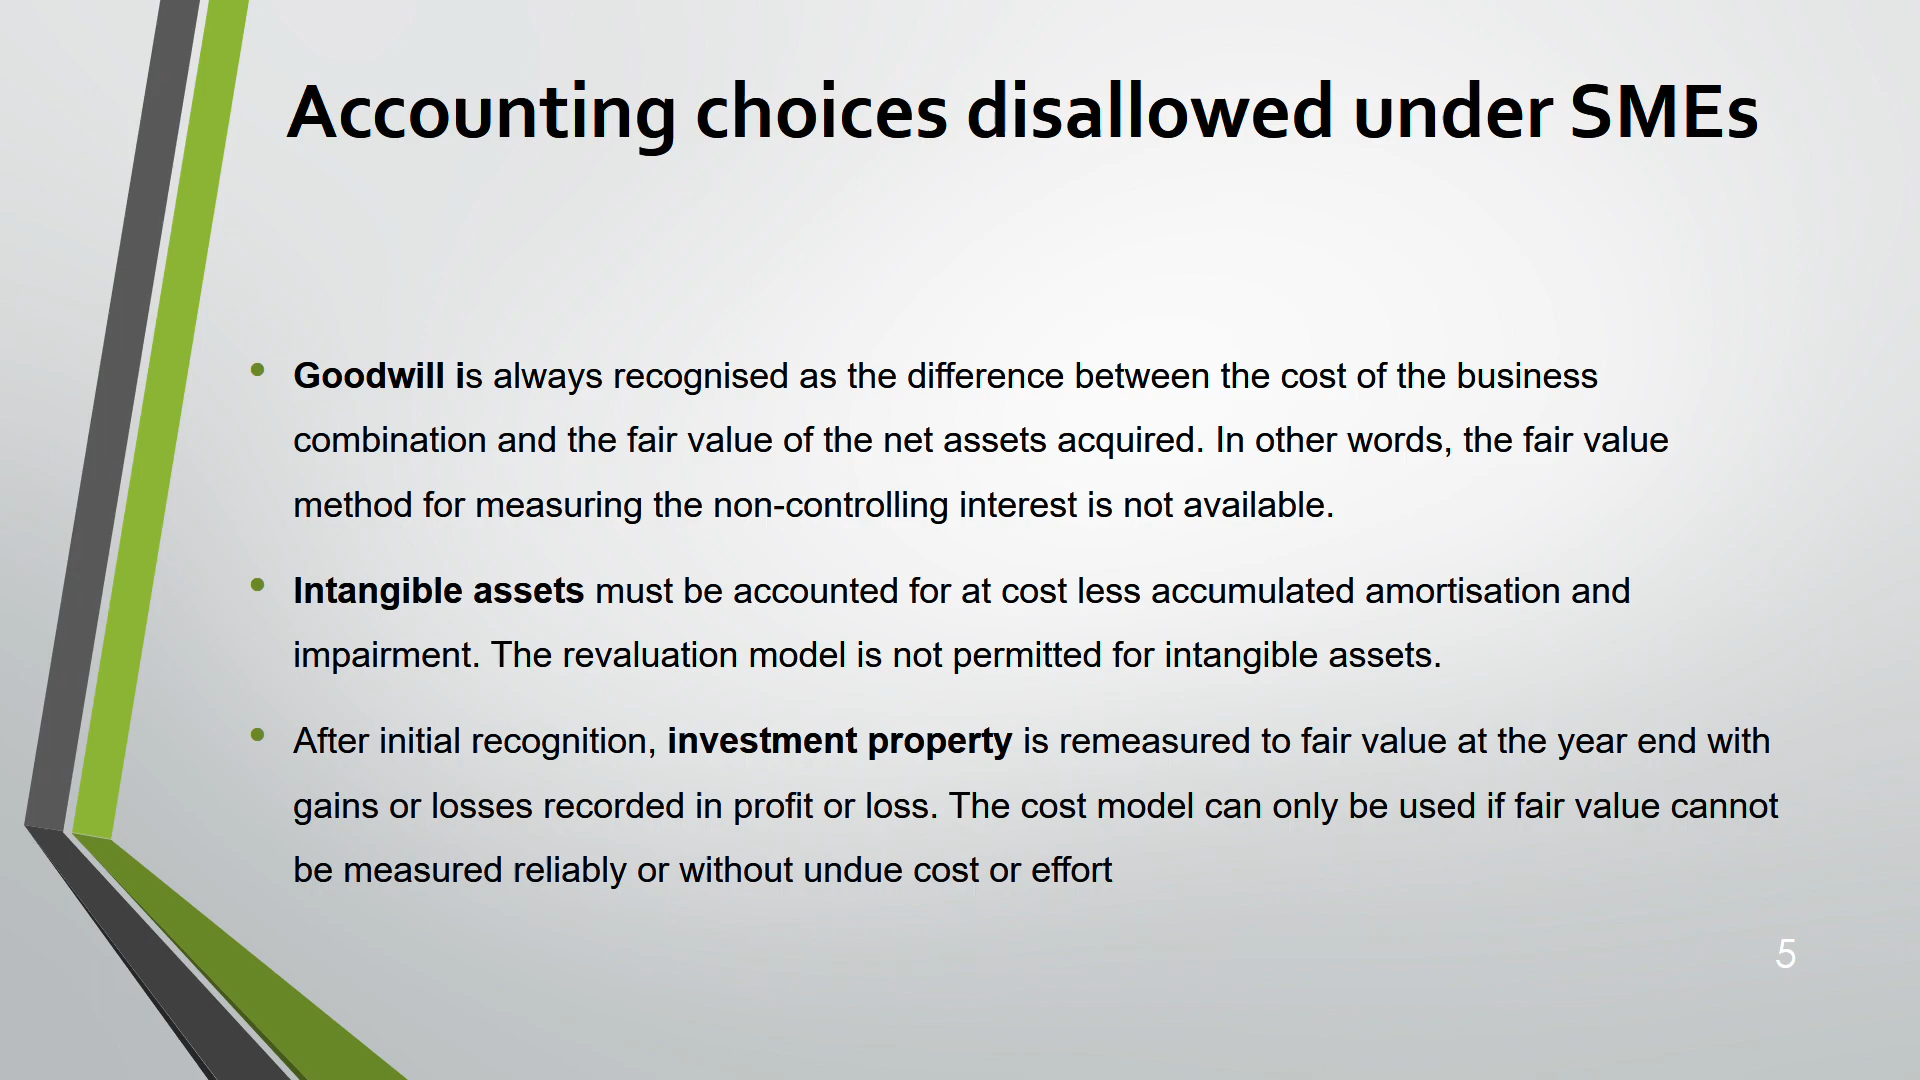 Accounting choices disallowed under SMEs
• Goodwill is always recognised as the difference between the cost of the business
combination and the fair value of the net assets acquired. In other words, the fair value
method for measuring the non-controlling interest is not available.
• Intangible assets must be accounted for at cost less accumulated amortisation and
impairment. The revaluation model is not permitted for intangible assets.
• After initial recognition, investment property is remeasured to fair value at the year end with
gains or losses recorded in profit or loss. The cost model can only be used if fair value cannot
be measured reliably or without undue cost or effort
5